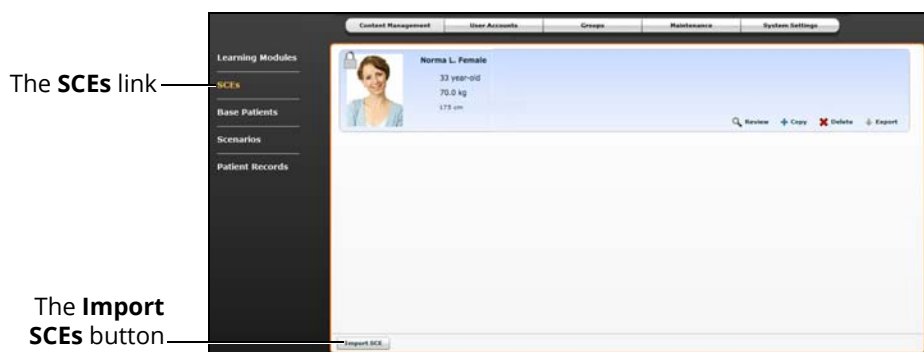 Content Management User Accounts Groups Maintenance System Settings
Learning Modules
SCEs
Base Patients
Scenarios
Patient Records
Norma L. Female
33 year-old
70.0 kg
175 cm
Review Copy Delete Export
The SCEs link
The Import
SCEs button
Import SCE